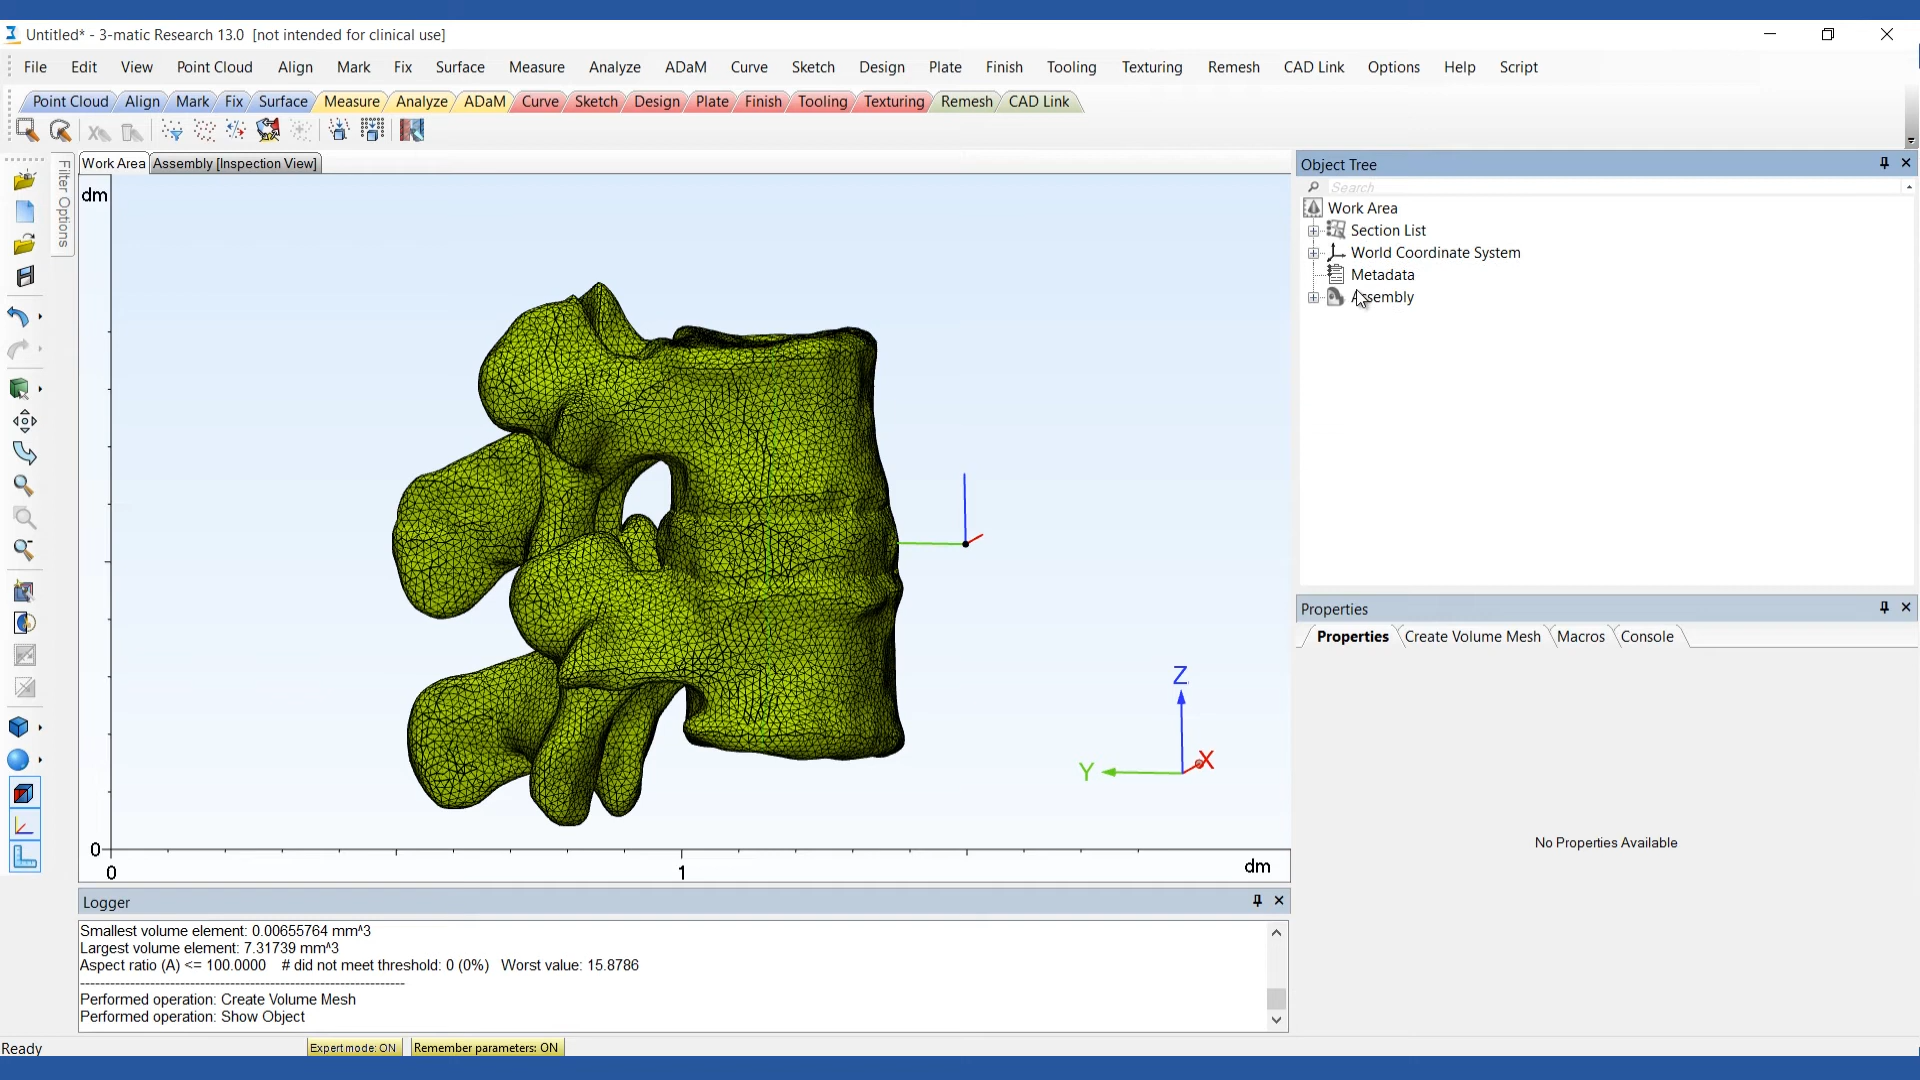 Untitled* - 3-matic Research 13.0 [not intended for clinical use]
File Edit View Point Cloud Align Mark Fix Surface Measure Analyze ADaM Curve Sketch Design Plate Finish Tooling Texturing Remesh CAD Link Options Help Script
Point Cloud Align Mark Fix Surface Measure Analyze ADaM Curve Sketch Design Plate Finish Tooling Texturing Remesh CAD Link
Filter Options
Work Area Assembly [Inspection View]
dm
Z
Y X
0
0 1 dm
Object Tree
Search
Work Area
Section List
World Coordinate System
Metadata
Assembly
Properties
Properties Create Volume Mesh Macros Console
No Properties Available
Logger
Smallest volume element: 0.00655764 mm^3
Largest volume element: 7.31739 mm^3
Aspect ratio (A) <= 100.0000 # did not meet threshold: 0 (0%) Worst value: 15.8786
--------------------------------------------------------------
Performed operation: Create Volume Mesh
Performed operation: Show Object
Ready Expert mode: ON Remember parameters: ON